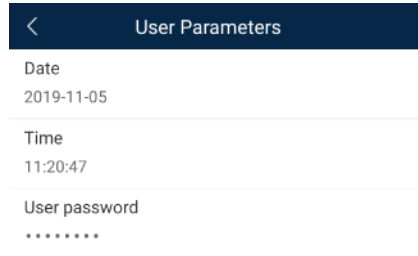 User Parameters
Date
2019-11-05
Time
11:20:47
User password
••••••••